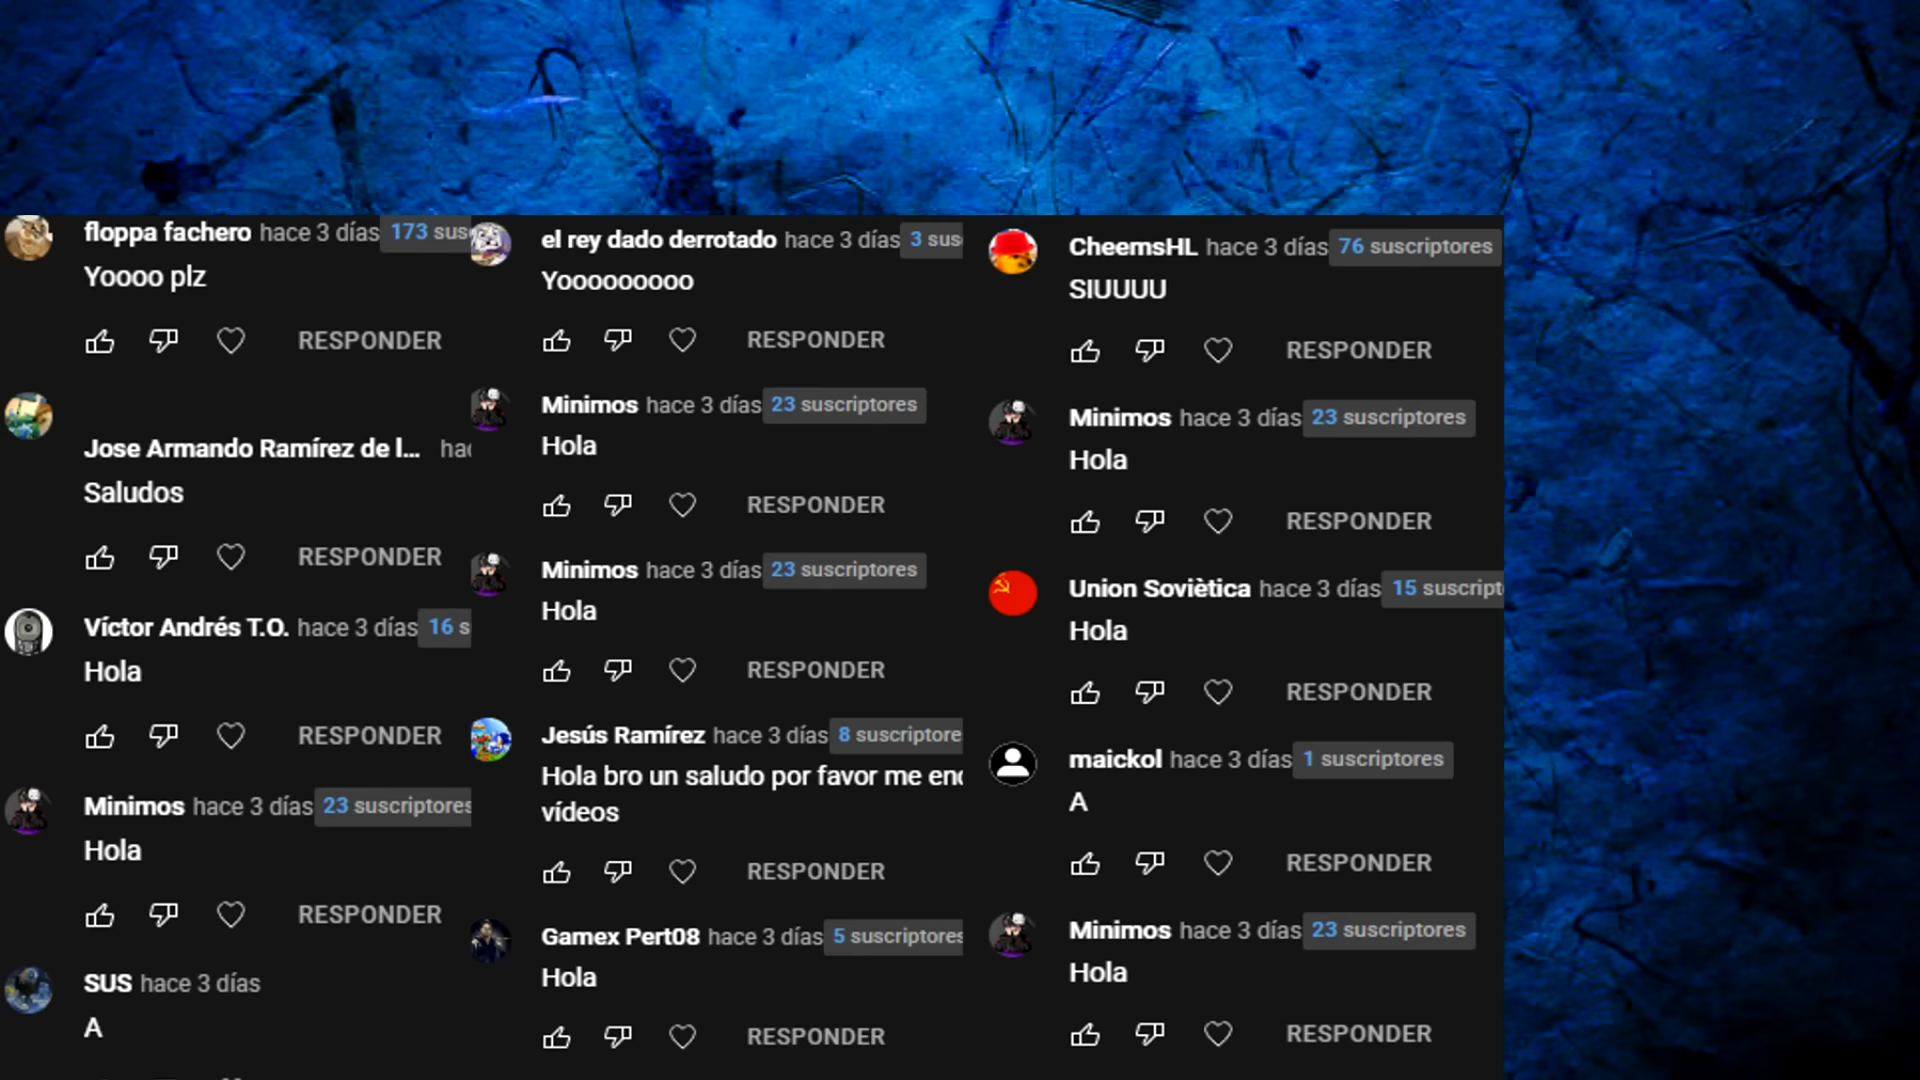 floppa fachero hace 3 días 173 sus
Yoooo plz
RESPONDER
Jose Armando Ramírez de l... hac
Saludos
RESPONDER
Víctor Andrés T.O. hace 3 días 16 s
Hola
RESPONDER
Minimos hace 3 días 23 suscriptores
Hola
RESPONDER
SUS hace 3 días
A
el rey dado derrotado hace 3 días 3 sus
Yooooooooo
RESPONDER
Minimos hace 3 días 23 suscriptores
Hola
RESPONDER
Minimos hace 3 días 23 suscriptores
Hola
RESPONDER
Jesús Ramírez hace 3 días 8 suscriptore
Hola bro un saludo por favor me enc
vídeos
RESPONDER
Gamex Pert08 hace 3 días 5 suscriptores
Hola
RESPONDER
CheemsHL hace 3 días 76 suscriptores
SIUUUU
RESPONDER
Minimos hace 3 días 23 suscriptores
Hola
RESPONDER
Union Soviètica hace 3 días 15 suscript
Hola
RESPONDER
maickol hace 3 días 1 suscriptores
A
RESPONDER
Minimos hace 3 días 23 suscriptores
Hola
RESPONDER